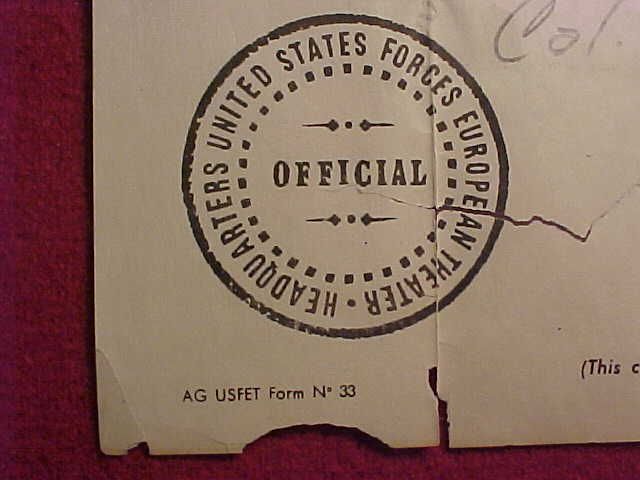 Col.
HEADQUARTERS UNITED STATES FORCES EUROPEAN THEATER •
OFFICIAL
(This c
AG USFET Form Nº 33